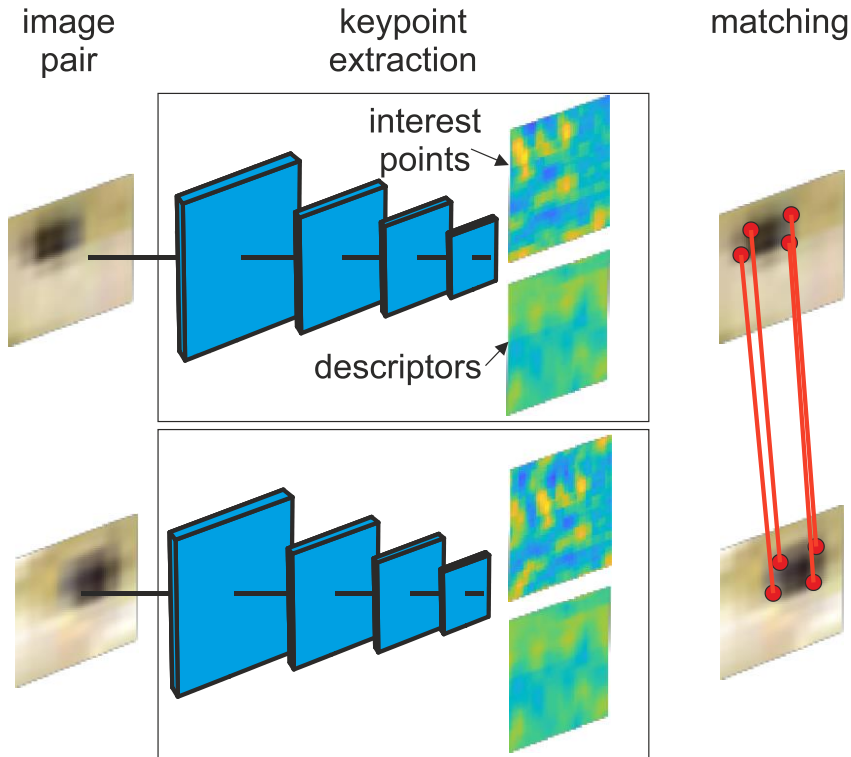 image
pair
keypoint
extraction
matching
interest
points
descriptors